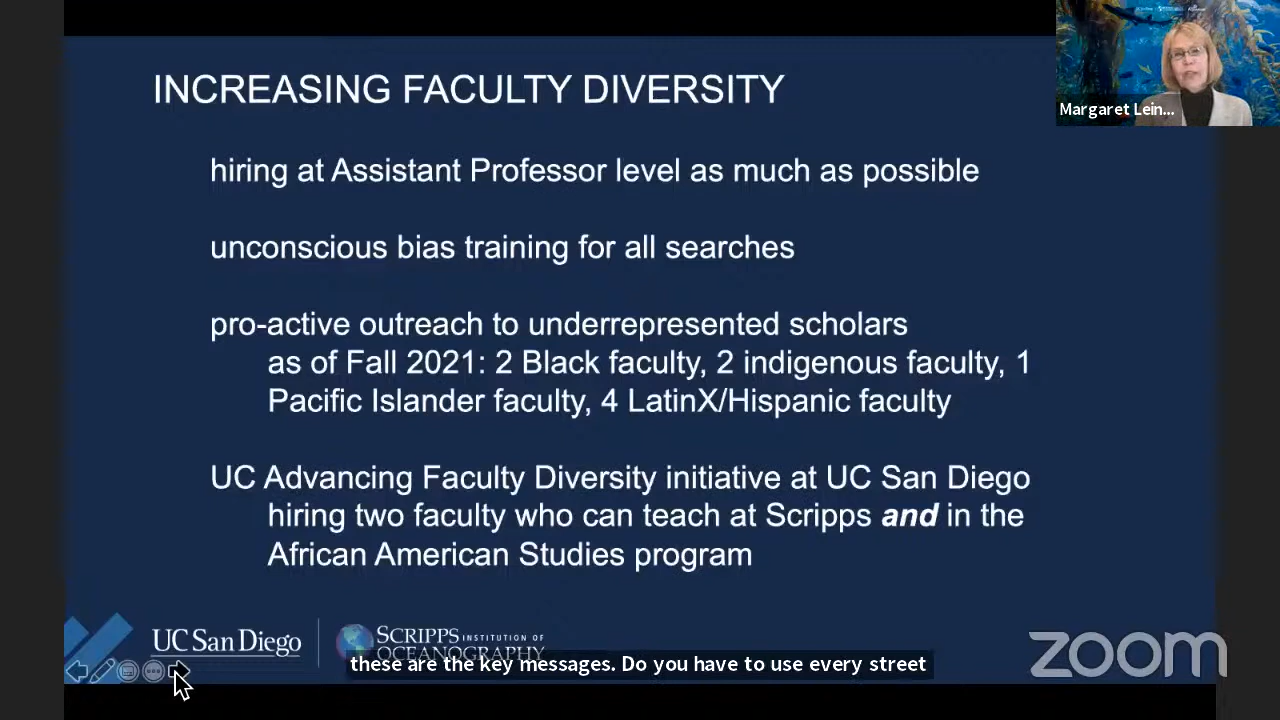 INCREASING FACULTY DIVERSITY
Margaret Lein...
hiring at Assistant Professor level as much as possible
unconscious bias training for all searches
pro-active outreach to underrepresented scholars
as of Fall 2021: 2 Black faculty, 2 indigenous faculty, 1
Pacific Islander faculty, 4 LatinX/Hispanic faculty
UC Advancing Faculty Diversity initiative at UC San Diego
hiring two faculty who can teach at Scripps and in the
African American Studies program
UC San Diego
SCRIPPS INSTITUTION OF
OCEANOGRAPHY
zoom
these are the key messages. Do you have to use every street